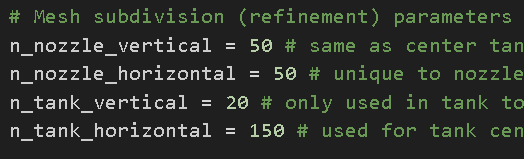 # Mesh subdivision (refinement) parameters
n_nozzle_vertical = 50 # same as center tan
n_nozzle_horizontal = 50 # unique to nozzle
n_tank_vertical = 20 # only used in tank to
n_tank_horizontal = 150 # used for tank cen